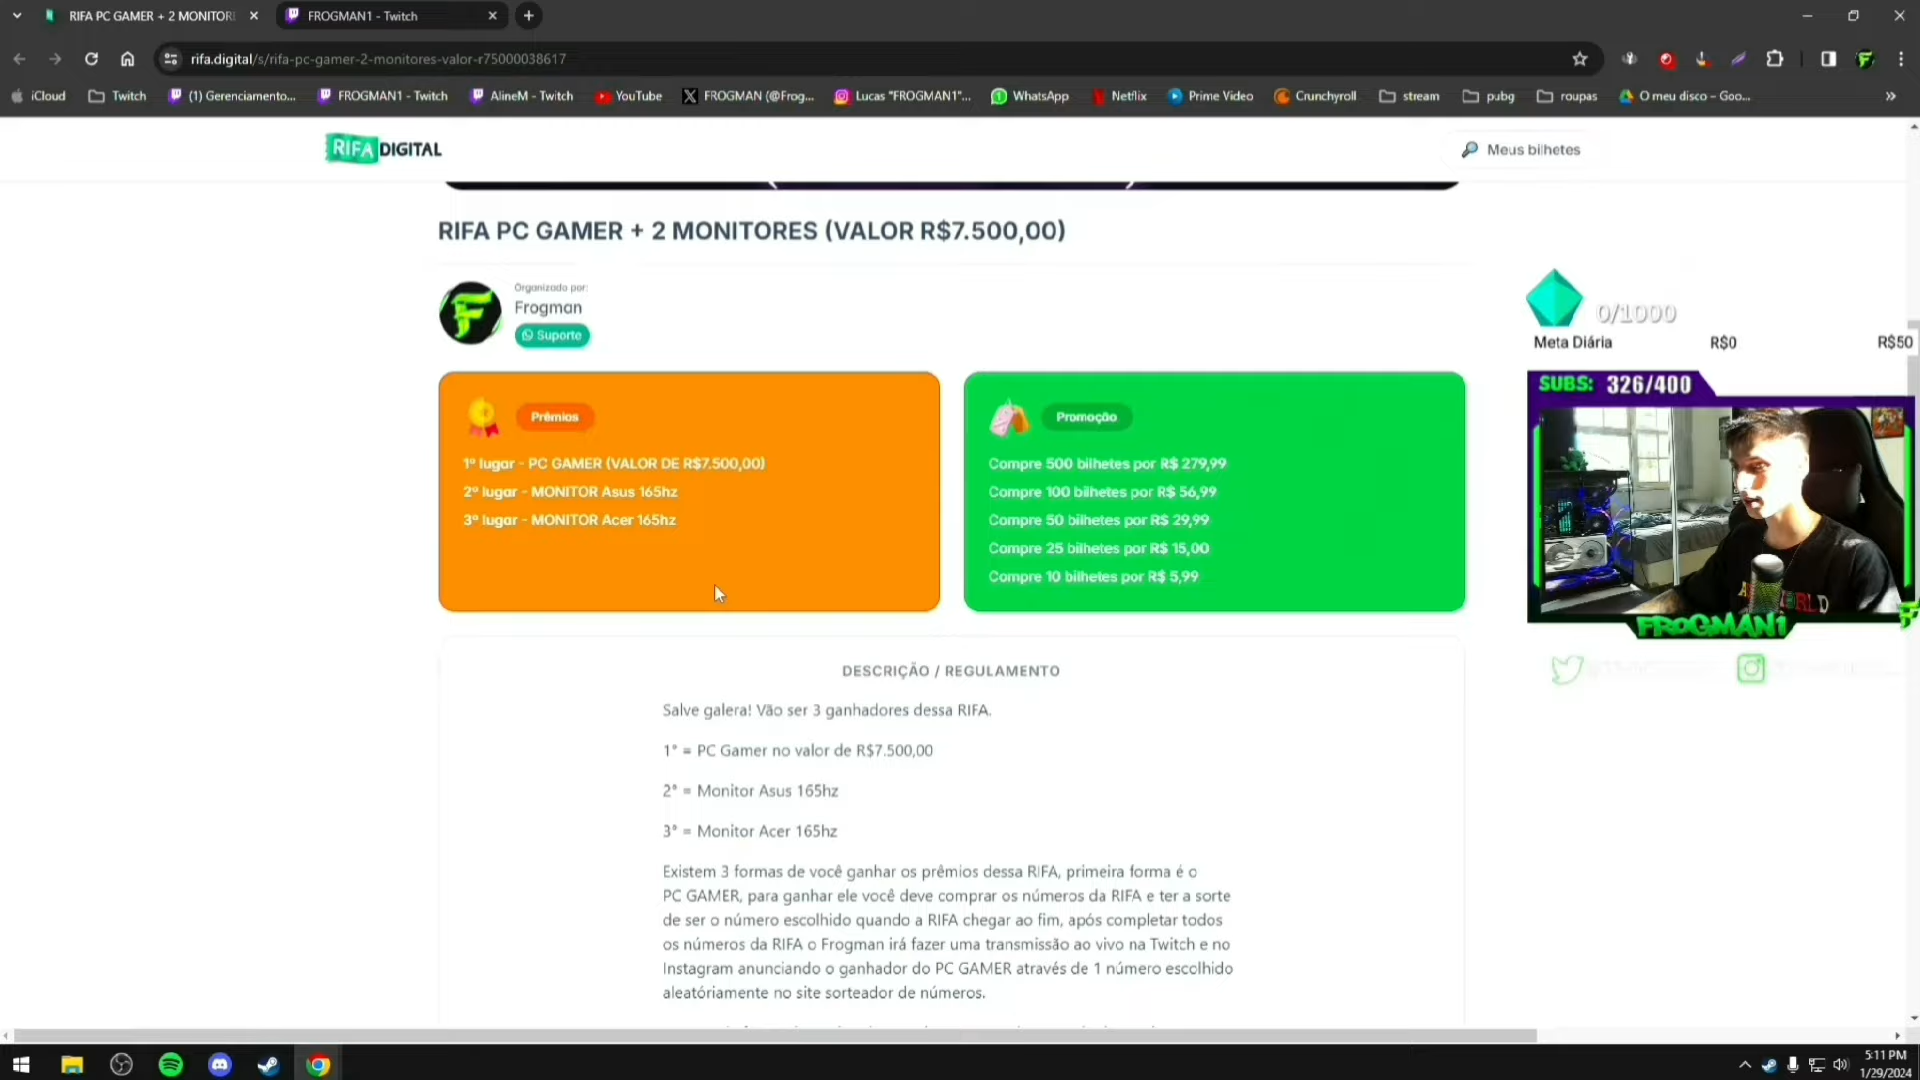 RIFA PC GAMER + 2 MONITOR
FROGMAN1 - Twitch
rifa.digital/s/rifa-pc-gamer-2-monitores-valor-r75000038617
iCloud
Twitch
(1) Gerenciamento...
FROGMAN1 - Twitch
AlineM - Twitch
YouTube
FROGMAN (@Frog...
Lucas "FROGMAN1"...
WhatsApp
Netflix
Prime Video
Crunchyroll
stream
pubg
roupas
O meu disco – Goo...
RIFA DIGITAL
Meus bilhetes
RIFA PC GAMER + 2 MONITORES (VALOR R$7.500,00)
Organizado por:
Frogman
Suporte
0/1000
Meta Diária R$0 R$50
SUBS: 326/400
Prêmios
1º lugar - PC GAMER (VALOR DE R$7.500,00)
2º lugar - MONITOR Asus 165hz
3º lugar - MONITOR Acer 165hz
Promoção
Compre 500 bilhetes por R$ 279,99
Compre 100 bilhetes por R$ 56,99
Compre 50 bilhetes por R$ 29,99
Compre 25 bilhetes por R$ 15,00
Compre 10 bilhetes por R$ 5,99
FROGMAN1
DESCRIÇÃO / REGULAMENTO
Salve galera! Vão ser 3 ganhadores dessa RIFA.
1° = PC Gamer no valor de R$7.500,00
2° = Monitor Asus 165hz
3° = Monitor Acer 165hz
Existem 3 formas de você ganhar os prêmios dessa RIFA, primeira forma é o
PC GAMER, para ganhar ele você deve comprar os números da RIFA e ter a sorte
de ser o número escolhido quando a RIFA chegar ao fim, após completar todos
os números da RIFA o Frogman irá fazer uma transmissão ao vivo na Twitch e no
Instagram anunciando o ganhador do PC GAMER através de 1 número escolhido
aleatóriamente no site sorteador de números.
5:11 PM
1/29/2024